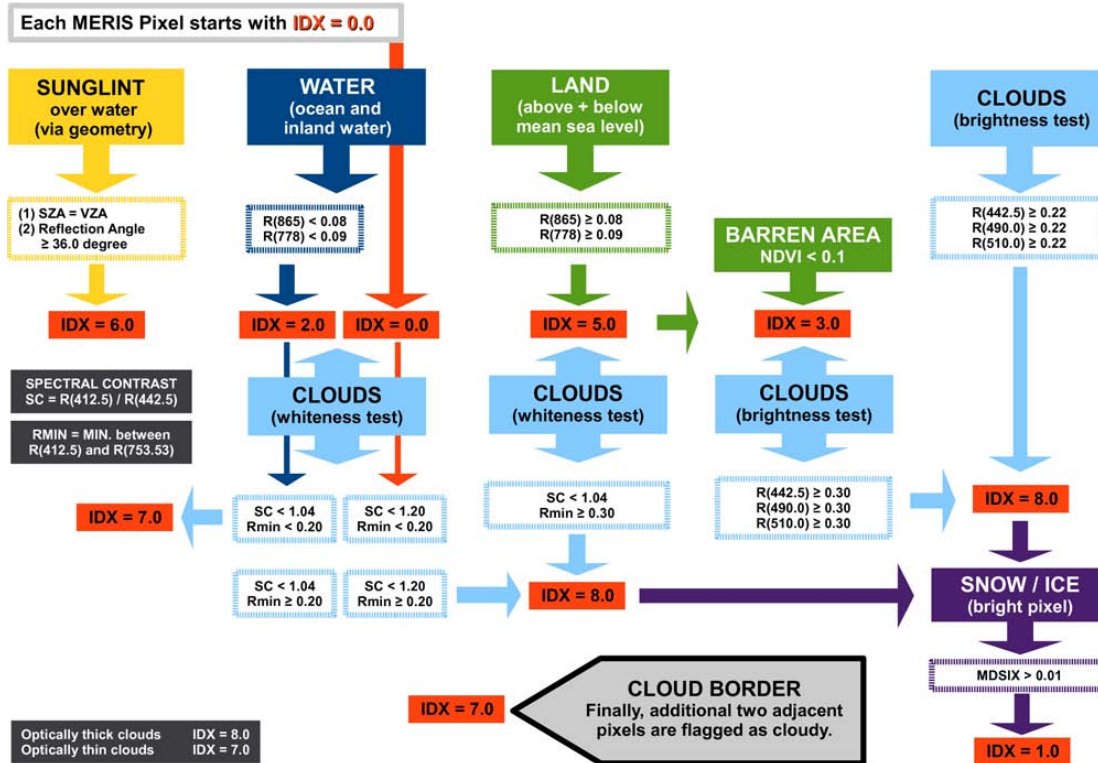 Each MERIS Pixel starts with IDX = 0.0
SUNGLINT
over water
(via geometry)
WATER
(ocean and
inland water)
LAND
(above + below
mean sea level)
CLOUDS
(brightness test)
(1) SZA = VZA
(2) Reflection Angle
≥ 36.0 degree
R(865) < 0.08
R(778) < 0.09
R(865) ≥ 0.08
R(778) ≥ 0.09
R(442.5) ≥ 0.22
R(490.0) ≥ 0.22
R(510.0) ≥ 0.22
BARREN AREA
NDVI < 0.1
IDX = 6.0
IDX = 2.0
IDX = 0.0
IDX = 5.0
IDX = 3.0
SPECTRAL CONTRAST
SC = R(412.5) / R(442.5)
RMIN = MIN. between
R(412.5) and R(753.53)
CLOUDS
(whiteness test)
CLOUDS
(whiteness test)
CLOUDS
(brightness test)
IDX = 7.0
SC < 1.04
Rmin < 0.20
SC < 1.20
Rmin < 0.20
SC < 1.04
Rmin ≥ 0.30
R(442.5) ≥ 0.30
R(490.0) ≥ 0.30
R(510.0) ≥ 0.30
IDX = 8.0
SC < 1.04
Rmin ≥ 0.20
SC < 1.20
Rmin ≥ 0.20
IDX = 8.0
SNOW / ICE
(bright pixel)
MDSIX > 0.01
IDX = 7.0
CLOUD BORDER
Finally, additional two adjacent
pixels are flagged as cloudy.
Optically thick clouds IDX = 8.0
Optically thin clouds IDX = 7.0
IDX = 1.0